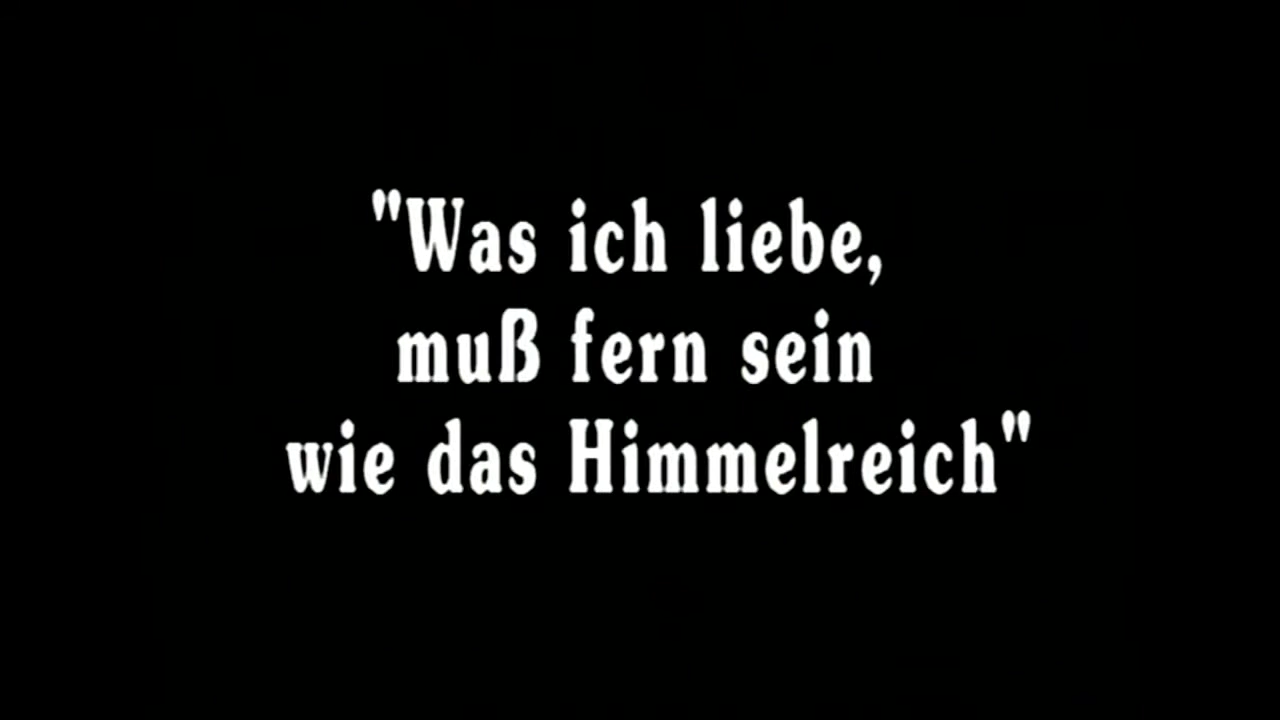 "Was ich liebe,
muß fern sein
wie das Himmelreich"